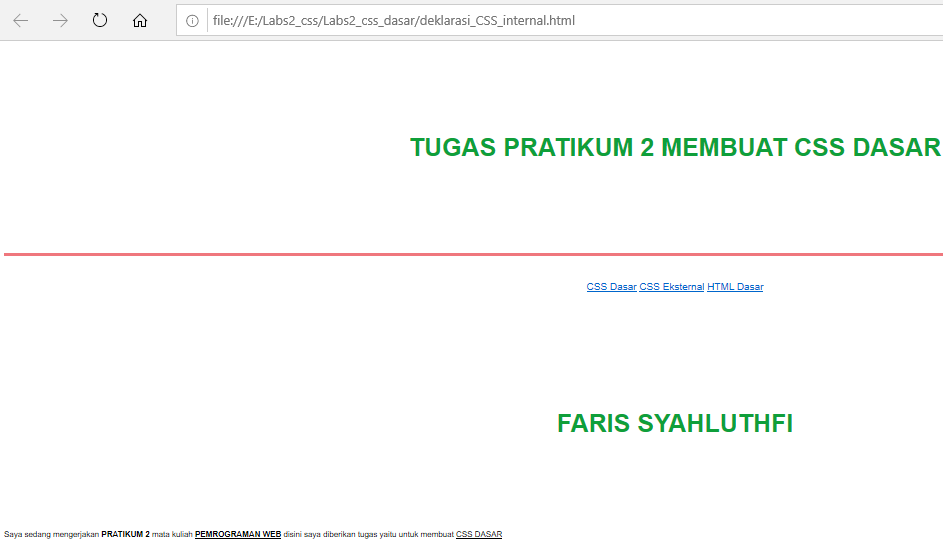 file:///E:/Labs2_css/Labs2_css_dasar/deklarasi_CSS_internal.html
TUGAS PRATIKUM 2 MEMBUAT CSS DASAR
CSS Dasar CSS Eksternal HTML Dasar
FARIS SYAHLUTHFI
Saya sedang mengerjakan PRATIKUM 2 mata kuliah PEMROGRAMAN WEB disini saya diberikan tugas yaitu untuk membuat CSS DASAR